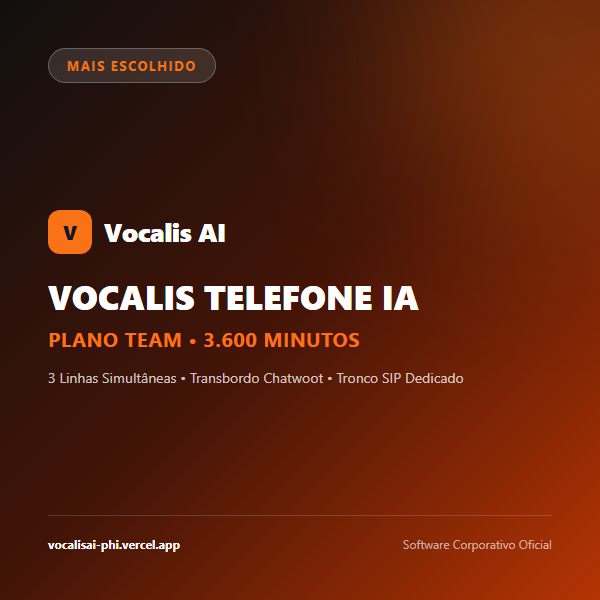 MAIS ESCOLHIDO
V
Vocalis AI
VOCALIS TELEFONE IA
PLANO TEAM • 3.600 MINUTOS
3 Linhas Simultâneas • Transbordo Chatwoot • Tronco SIP Dedicado
vocalisai-phi.vercel.app
Software Corporativo Oficial